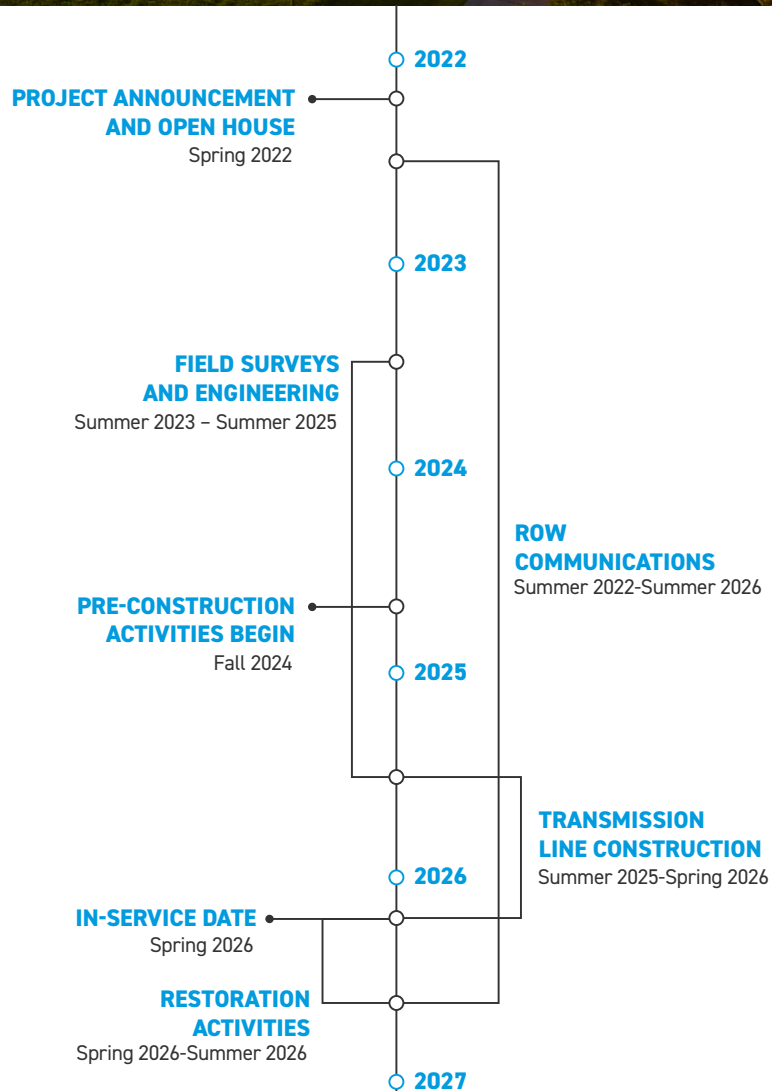 2022
PROJECT ANNOUNCEMENT
AND OPEN HOUSE
Spring 2022
2023
FIELD SURVEYS
AND ENGINEERING
Summer 2023 – Summer 2025
2024
ROW
COMMUNICATIONS
Summer 2022-Summer 2026
PRE-CONSTRUCTION
ACTIVITIES BEGIN
Fall 2024
2025
TRANSMISSION
LINE CONSTRUCTION
Summer 2025-Spring 2026
2026
IN-SERVICE DATE
Spring 2026
RESTORATION
ACTIVITIES
Spring 2026-Summer 2026
2027